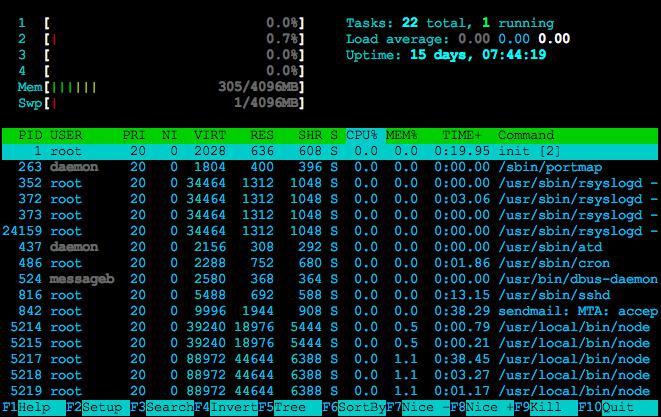 1 [ 0.0%] Tasks: 22 total, 1 running
2 [| 0.7%] Load average: 0.00 0.00 0.00
3 [ 0.0%] Uptime: 15 days, 07:44:19
4 [ 0.0%]
Mem[|||||| 305/4096MB]
Swp[| 1/4096MB]
PID USER PRI NI VIRT RES SHR S CPU% MEM% TIME+ Command
1 root 20 0 2028 636 608 S 0.0 0.0 0:19.95 init [2]
263 daemon 20 0 1804 400 396 S 0.0 0.0 0:00.00 /sbin/portmap
352 root 20 0 34464 1312 1048 S 0.0 0.0 0:00.00 /usr/sbin/rsyslogd -
372 root 20 0 34464 1312 1048 S 0.0 0.0 0:03.06 /usr/sbin/rsyslogd -
373 root 20 0 34464 1312 1048 S 0.0 0.0 0:00.00 /usr/sbin/rsyslogd -
24159 root 20 0 34464 1312 1048 S 0.0 0.0 0:00.00 /usr/sbin/rsyslogd -
437 daemon 20 0 2156 308 292 S 0.0 0.0 0:00.00 /usr/sbin/atd
486 root 20 0 2288 752 680 S 0.0 0.0 0:01.86 /usr/sbin/cron
524 messageb 20 0 2580 368 364 S 0.0 0.0 0:00.00 /usr/bin/dbus-daemon
816 root 20 0 5488 692 588 S 0.0 0.0 0:13.15 /usr/sbin/sshd
842 root 20 0 9996 1944 908 S 0.0 0.0 0:38.29 sendmail: MTA: accep
5214 root 20 0 39240 18976 5444 S 0.0 0.5 0:00.79 /usr/local/bin/node
5215 root 20 0 39240 18976 5444 S 0.0 0.5 0:00.21 /usr/local/bin/node
5217 root 20 0 88972 44644 6388 S 0.0 1.1 0:38.45 /usr/local/bin/node
5218 root 20 0 88972 44644 6388 S 0.0 1.1 0:03.27 /usr/local/bin/node
5219 root 20 0 88972 44644 6388 S 0.0 1.1 0:01.17 /usr/local/bin/node
F1Help F2Setup F3SearchF4InvertF5Tree F6SortByF7Nice -F8Nice +F9Kill F10Quit